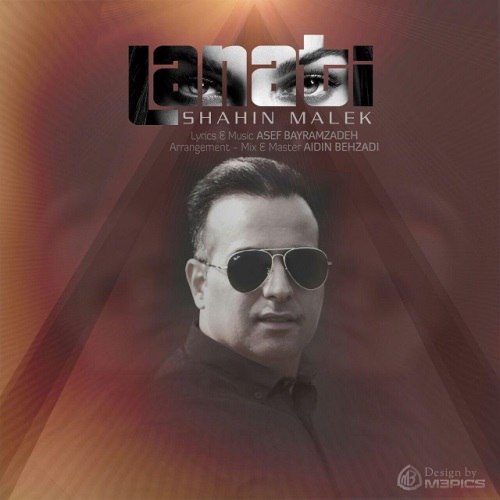 Lanati
SHAHIN MALEK
Lyrics & Music ASEF BAYRAMZADEH
Arrangement - Mix & Master AIDIN BEHZADI
Design by
M3PICS